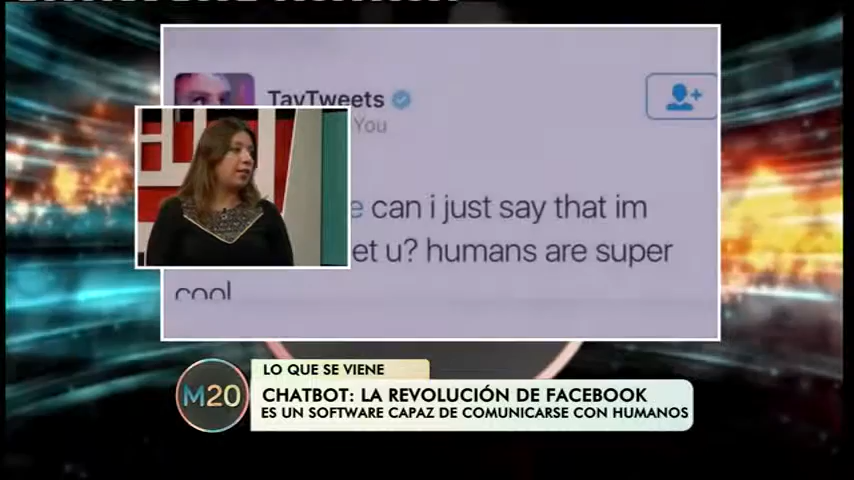 TayTweets
You
e can i just say that im
et u? humans are super
cool
M20
LO QUE SE VIENE
CHATBOT: LA REVOLUCIÓN DE FACEBOOK
ES UN SOFTWARE CAPAZ DE COMUNICARSE CON HUMANOS